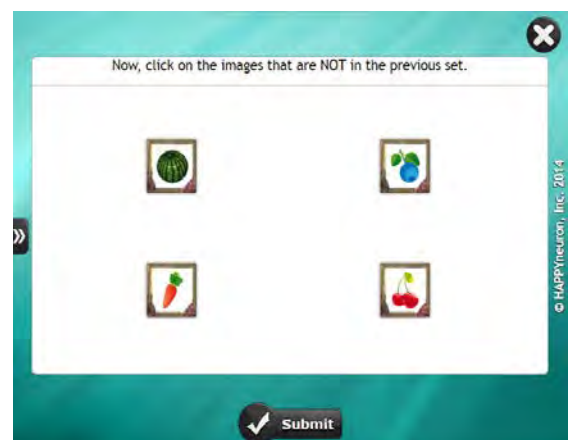 Now, click on the images that are NOT in the previous set.
© HAPPYneuron, Inc. 2014
Submit